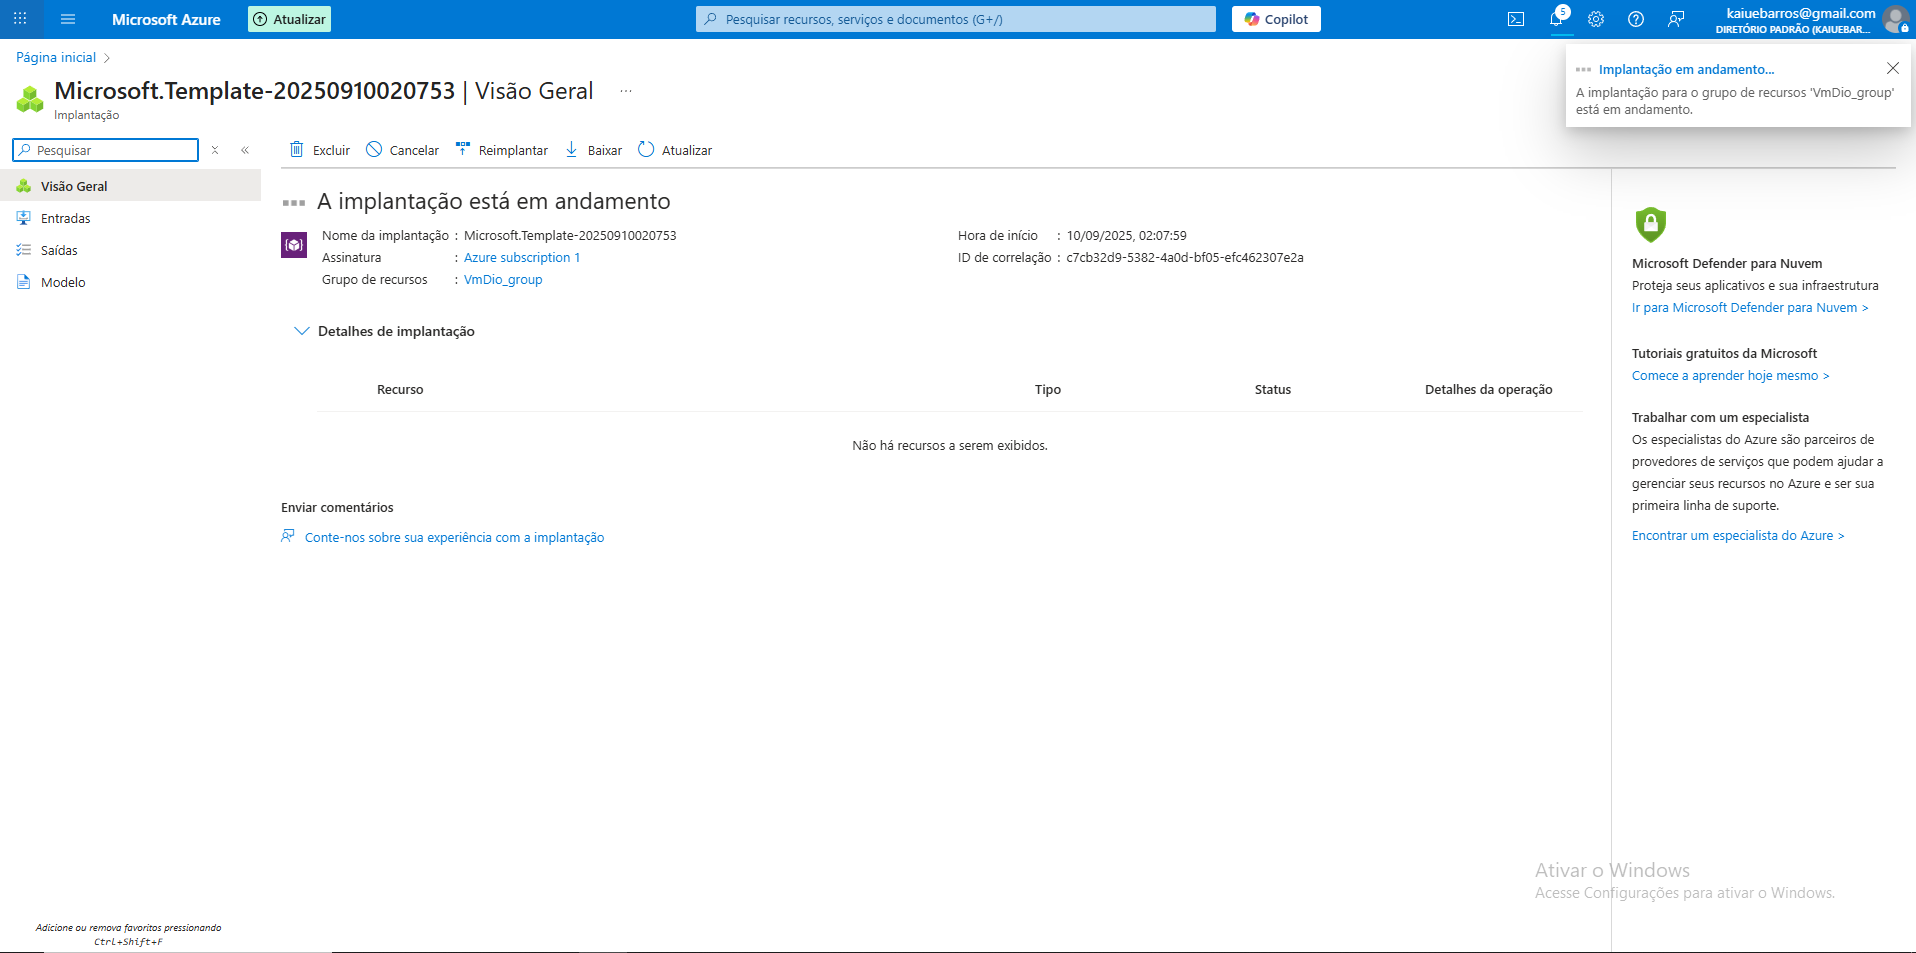 Microsoft Azure
Atualizar
Pesquisar recursos, serviços e documentos (G+/)
Copilot
5
kaiuebarros@gmail.com
DIRETÓRIO PADRÃO (KAIUEBAR...
Página inicial
Microsoft.Template-20250910020753 | Visão Geral
Implantação
Implantação em andamento...
A implantação para o grupo de recursos 'VmDio_group'
está em andamento.
Pesquisar
Excluir
Cancelar
Reimplantar
Baixar
Atualizar
Visão Geral
Entradas
Saídas
Modelo
A implantação está em andamento
Nome da implantação : Microsoft.Template-20250910020753
Assinatura : Azure subscription 1
Grupo de recursos : VmDio_group
Hora de início : 10/09/2025, 02:07:59
ID de correlação : c7cb32d9-5382-4a0d-bf05-efc462307e2a
Detalhes de implantação
Recurso Tipo Status Detalhes da operação
Não há recursos a serem exibidos.
Enviar comentários
Conte-nos sobre sua experiência com a implantação
Microsoft Defender para Nuvem
Proteja seus aplicativos e sua infraestrutura
Ir para Microsoft Defender para Nuvem >
Tutoriais gratuitos da Microsoft
Comece a aprender hoje mesmo >
Trabalhar com um especialista
Os especialistas do Azure são parceiros de
provedores de serviços que podem ajudar a
gerenciar seus recursos no Azure e ser sua
primeira linha de suporte.
Encontrar um especialista do Azure >
Ativar o Windows
Acesse Configurações para ativar o Windows.
Adicione ou remova favoritos pressionando
Ctrl+Shift+F